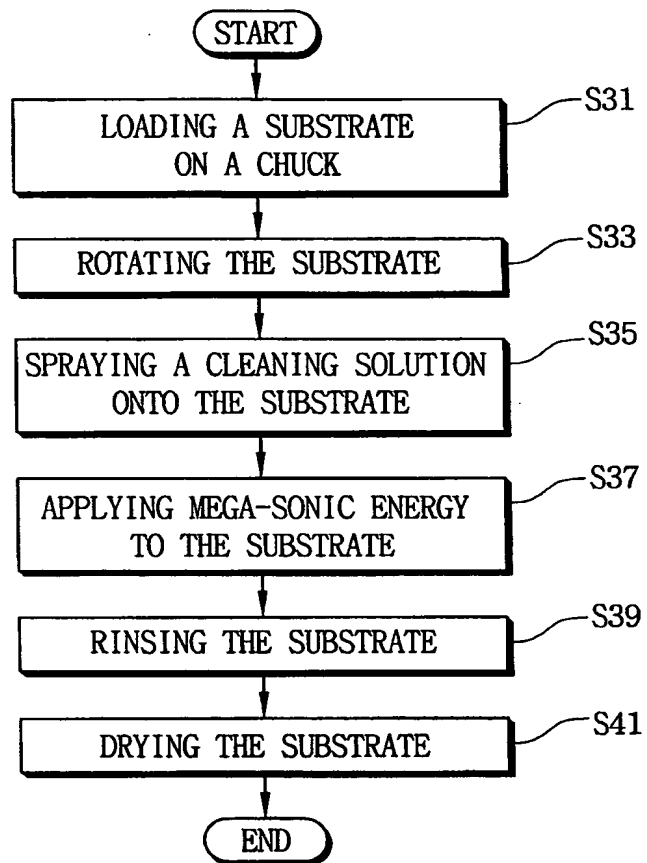 START
S31
LOADING A SUBSTRATE
ON A CHUCK
S33
ROTATING THE SUBSTRATE
S35
SPRAYING A CLEANING SOLUTION
ONTO THE SUBSTRATE
S37
APPLYING MEGA-SONIC ENERGY
TO THE SUBSTRATE
S39
RINSING THE SUBSTRATE
S41
DRYING THE SUBSTRATE
END